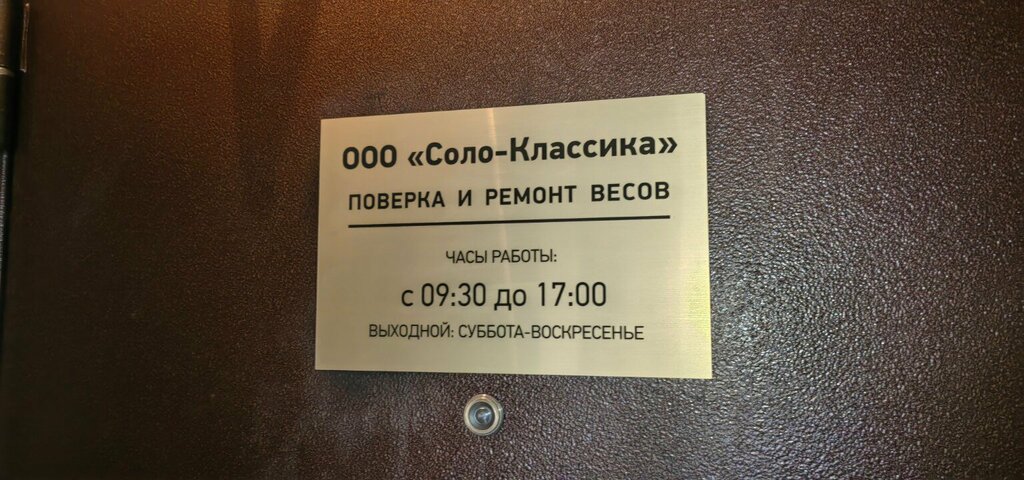 ООО «Соло-Классика»
ПОВЕРКА И РЕМОНТ ВЕСОВ
ЧАСЫ РАБОТЫ:
с 09:30 до 17:00
ВЫХОДНОЙ: СУББОТА-ВОСКРЕСЕНЬЕ